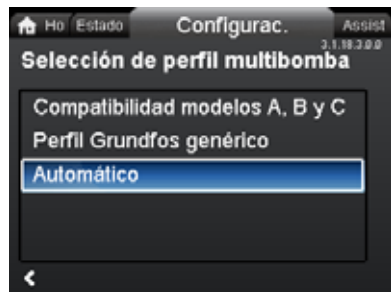 Ho Estado Configurac. Assist
3.1.18.3.0.0
Selección de perfil multibomba
Compatibilidad modelos A, B y C
Perfil Grundfos genérico
Automático